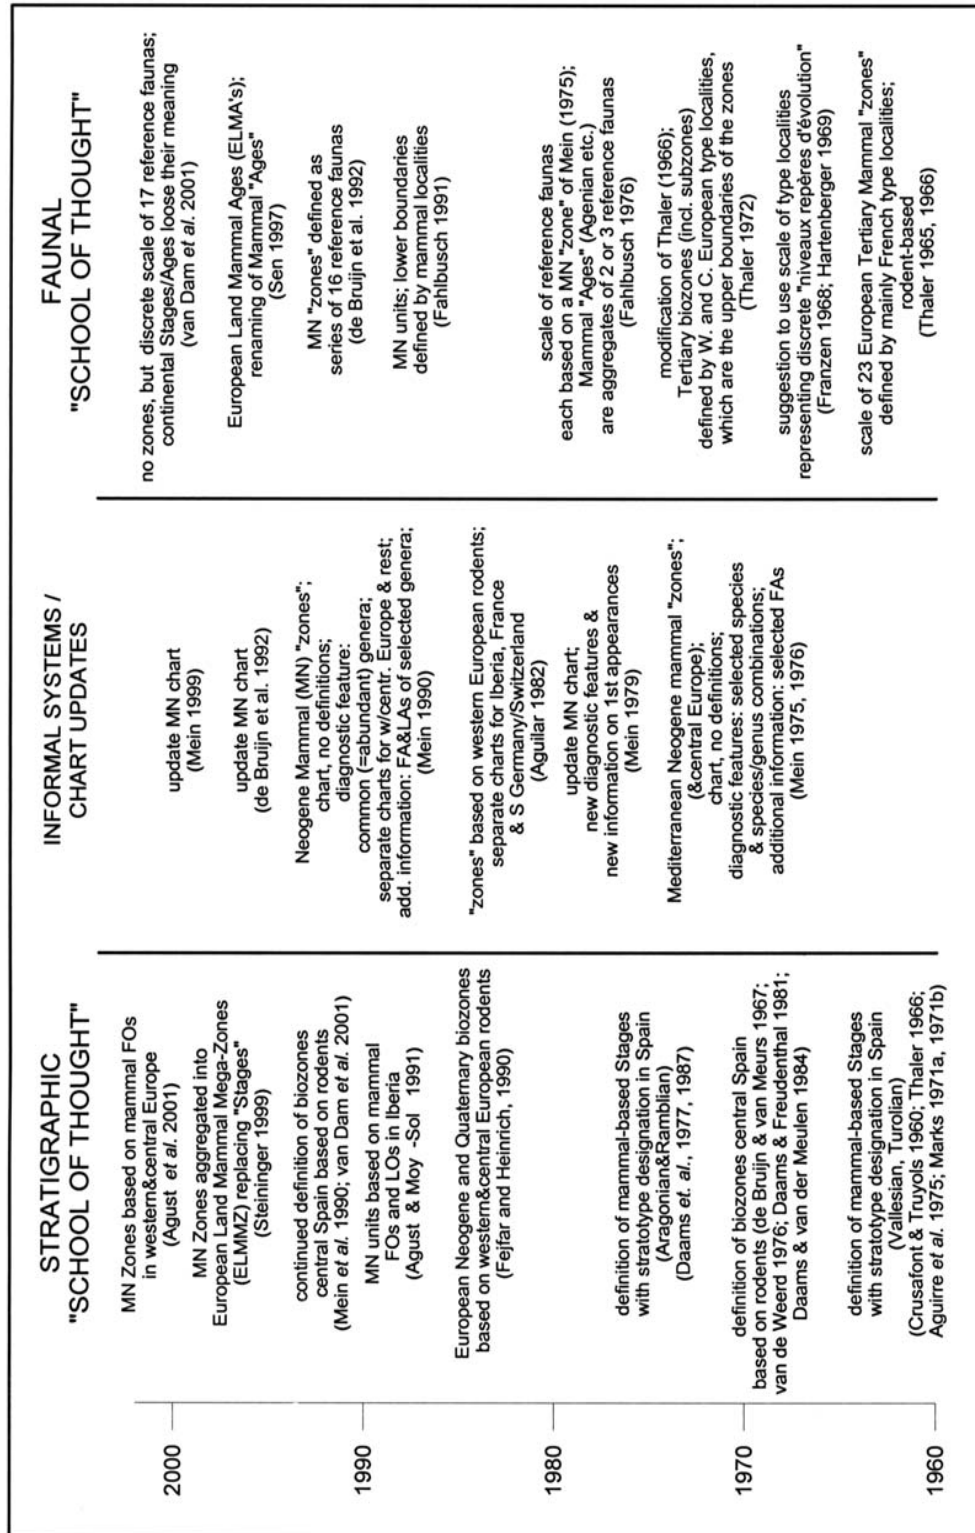 STRATIGRAPHIC
"SCHOOL OF THOUGHT"
MN Zones based on mammal FOs
in western&central Europe
(Agust et al. 2001)
MN Zones aggregated into
European Land Mammal Mega-Zones
(ELMMZ) replacing "Stages"
(Steininger 1999)
continued definition of biozones
central Spain based on rodents
(Mein et al. 1990; van Dam et al. 2001)
MN units based on mammal
FOs and LOs in Iberia
(Agust & Moy -Sol 1991)
European Neogene and Quaternary biozones
based on western&central European rodents
(Fejfar and Heinrich, 1990)
definition of mammal-based Stages
with stratotype designation in Spain
(Aragonian&Ramblian)
(Daams et. al., 1977, 1987)
definition of biozones central Spain
based on rodents (de Bruijn & van Meurs 1967;
van de Weerd 1976; Daams & Freudenthal 1981;
Daams & van der Meulen 1984)
definition of mammal-based Stages
with stratotype designation in Spain
(Vallesian, Turolian)
(Crusafont & Truyols 1960; Thaler 1966;
Aguirre et al. 1975; Marks 1971a, 1971b)
INFORMAL SYSTEMS /
CHART UPDATES
update MN chart
(Mein 1999)
update MN chart
(de Bruijn et al. 1992)
Neogene Mammal (MN) "zones";
chart, no definitions;
diagnostic feature:
common (=abundant) genera;
separate charts for w/centr. Europe & rest;
add. information: FA&LAs of selected genera;
(Mein 1990)
"zones" based on western European rodents;
separate charts for Iberia, France
& S Germany/Switzerland
(Aguilar 1982)
update MN chart;
new diagnostic features &
new information on 1st appearances
(Mein 1979)
Mediterranean Neogene mammal "zones";
(&central Europe);
chart, no definitions;
diagnostic features: selected species
& species/genus combinations;
additional information: selected FAs
(Mein 1975, 1976)
FAUNAL
"SCHOOL OF THOUGHT"
no zones, but discrete scale of 17 reference faunas;
continental Stages/Ages loose their meaning
(van Dam et al. 2001)
European Land Mammal Ages (ELMA's);
renaming of Mammal "Ages"
(Sen 1997)
MN "zones" defined as
series of 16 reference faunas
(de Bruijn et al. 1992)
MN units; lower boundaries
defined by mammal localities
(Fahlbusch 1991)
scale of reference faunas
each based on a MN "zone" of Mein (1975);
Mammal "Ages" (Agenian etc.)
are aggregates of 2 or 3 reference faunas
(Fahlbusch 1976)
modification of Thaler (1966);
Tertiary biozones (incl. subzones)
defined by W. and C. European type localities,
which are the upper boundaries of the zones
(Thaler 1972)
suggestion to use scale of type localities
representing discrete "niveaux repères d'évolution"
(Franzen 1968; Hartenberger 1969)
scale of 23 European Tertiary Mammal "zones"
defined by mainly French type localities;
rodent-based
(Thaler 1965, 1966)
2000
1990
1980
1970
1960